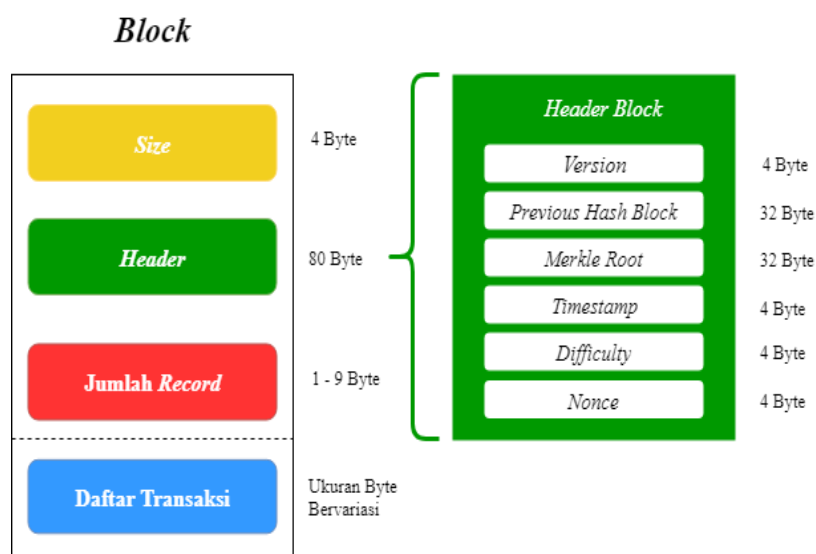 Block
Size
4 Byte
Header
80 Byte
Jumlah Record
1 - 9 Byte
Daftar Transaksi
Ukuran Byte
Bervariasi
Header Block
Version
4 Byte
Previous Hash Block
32 Byte
Merkle Root
32 Byte
Timestamp
4 Byte
Difficulty
4 Byte
Nonce
4 Byte